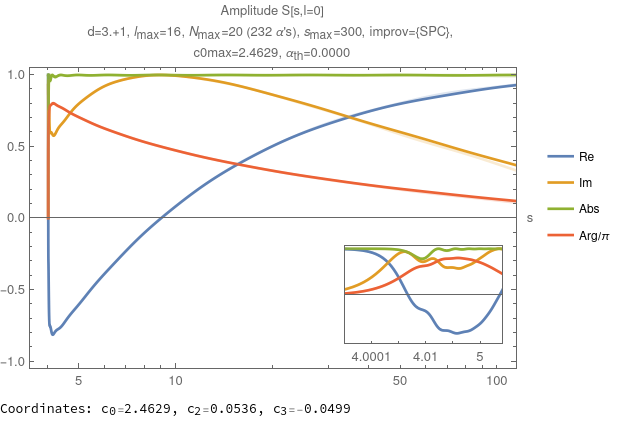 Amplitude S[s,l=0]
d=3.+1, lmax=16, Nmax=20 (232 α's), smax=300, improv={SPC},
c0max=2.4629, αth=0.0000
1.0
0.5
0.0
−0.5
−1.0
5
10
50
100
s
Re
Im
Abs
Arg/π
4.0001
4.01
5
Coordinates: c0=2.4629, c2=0.0536, c3=-0.0499